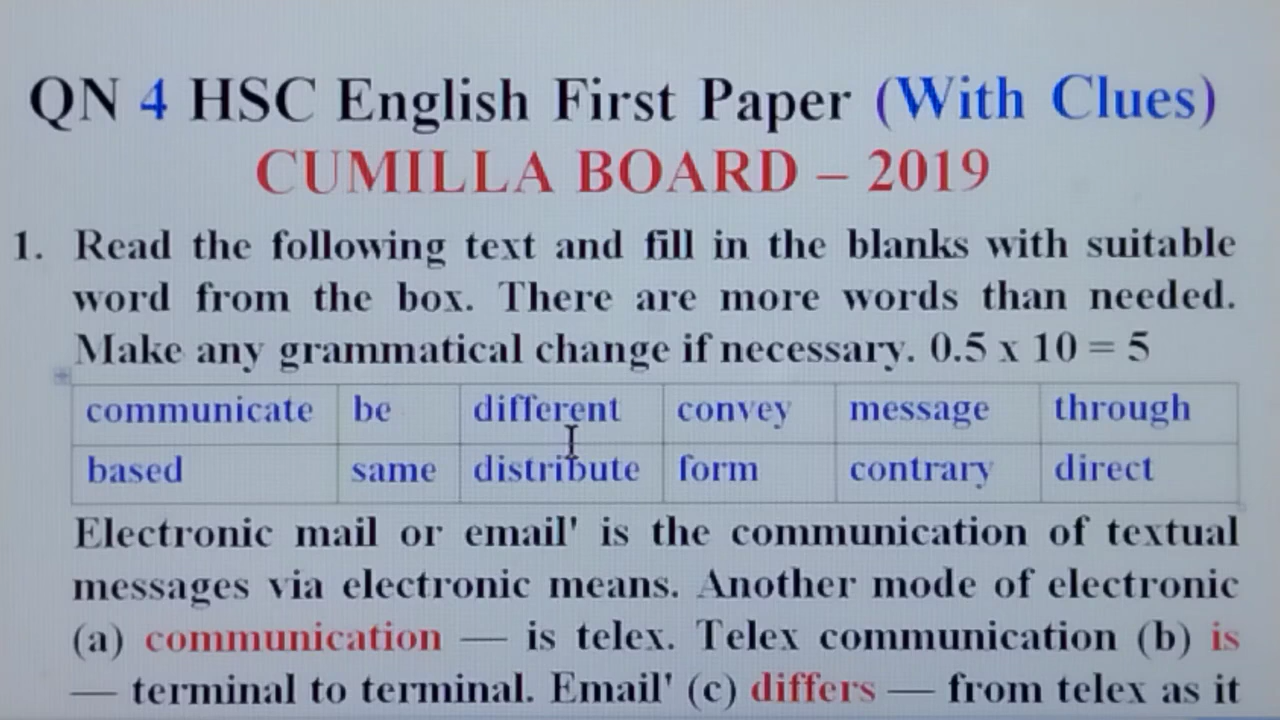 QN 4 HSC English First Paper (With Clues)
CUMILLA BOARD – 2019
1. Read the following text and fill in the blanks with suitable
word from the box. There are more words than needed.
Make any grammatical change if necessary. 0.5 x 10 = 5
communicate be different convey message through
based same distribute form contrary direct
Electronic mail or email' is the communication of textual
messages via electronic means. Another mode of electronic
(a) communication — is telex. Telex communication (b) is
— terminal to terminal. Email' (c) differs — from telex as it